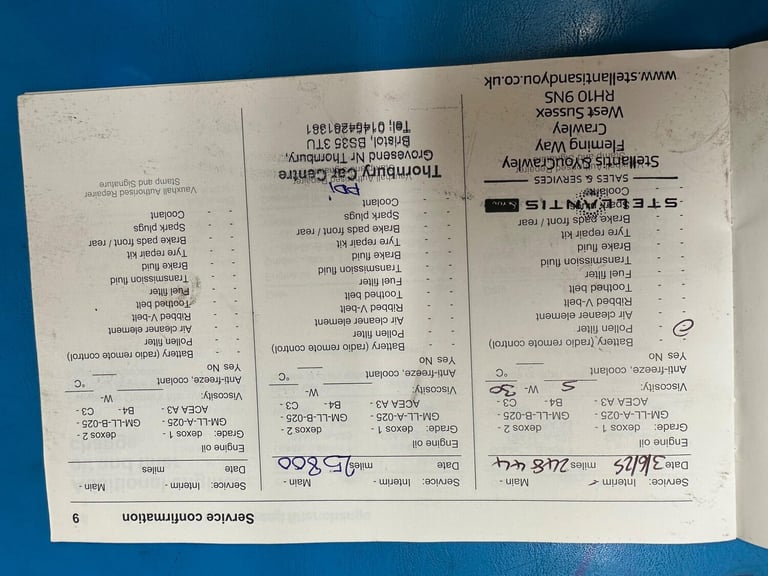 Service confirmation 9
Service: Interim - Main -
Date 3/6/25 miles 24844
Engine oil
Grade: dexos 1 - dexos 2 -
GM-LL-A-025 - GM-LL-B-025 -
ACEA A3 - B4 - C3 -
Viscosity: 5 W- 30
Anti-freeze, coolant °C
Yes No
- - Battery (radio remote control)
- - Pollen filter
- - Air cleaner element
- - Ribbed V-belt
- - Toothed belt
- - Fuel filter
- - Transmission fluid
- - Brake fluid
- - Tyre repair kit
- - Brake pads front / rear
- - Spark plugs
- - Coolant
STELLANTIS &YOU
SALES & SERVICES
Stellantis &You Crawley
Fleming Way
Crawley
West Sussex
RH10 9NS
www.stellantisandyou.co.uk
Service: Interim - Main -
Date miles 25800
Engine oil
Grade: dexos 1 - dexos 2 -
GM-LL-A-025 - GM-LL-B-025 -
ACEA A3 - B4 - C3 -
Viscosity: W-
Anti-freeze, coolant °C
Yes No
- - Battery (radio remote control)
- - Pollen filter
- - Air cleaner element
- - Ribbed V-belt
- - Toothed belt
- - Fuel filter
- - Transmission fluid
- - Brake fluid
- - Tyre repair kit
- - Brake pads front / rear
- - Spark plugs
- - Coolant
PDi
Thornbury Car Centre
Grovesend Nr Thornbury,
Bristol, BS35 3TU
Tel; 01454261361
Service: Interim - Main -
Date miles
Engine oil
Grade: dexos 1 - dexos 2 -
GM-LL-A-025 - GM-LL-B-025 -
ACEA A3 - B4 - C3 -
Viscosity: W-
Anti-freeze, coolant °C
Yes No
- - Battery (radio remote control)
- - Pollen filter
- - Air cleaner element
- - Ribbed V-belt
- - Toothed belt
- - Fuel filter
- - Transmission fluid
- - Brake fluid
- - Tyre repair kit
- - Brake pads front / rear
- - Spark plugs
- - Coolant
Vauxhall Authorised Repairer
Stamp and Signature